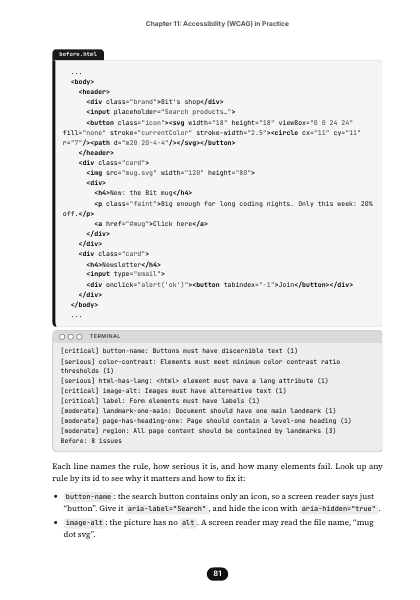 Chapter 11: Accessibility (WCAG) in Practice
before.html
...
<body>
<header>
<div class="brand">Bit's shop</div>
<input placeholder="Search products…">
<button class="icon"><svg width="18" height="18" viewBox="0 0 24 24"
fill="none" stroke="currentColor" stroke-width="2.5"><circle cx="11" cy="11"
r="7"/><path d="m20 20-4-4"/></svg></button>
</header>
<div class="card">
<img src="mug.svg" width="120" height="80">
<div>
<h4>New: the Bit mug</h4>
<p class="faint">Big enough for long coding nights. Only this week: 20%
off.</p>
<a href="#mug">Click here</a>
</div>
</div>
<div class="card">
<h4>Newsletter</h4>
<input type="email">
<div onclick="alert('ok')"><button tabindex="-1">Join</button></div>
</div>
</body>
...
TERMINAL
[critical] button-name: Buttons must have discernible text (1)
[serious] color-contrast: Elements must meet minimum color contrast ratio
thresholds (1)
[serious] html-has-lang: <html> element must have a lang attribute (1)
[critical] image-alt: Images must have alternative text (1)
[critical] label: Form elements must have labels (1)
[moderate] landmark-one-main: Document should have one main landmark (1)
[moderate] page-has-heading-one: Page should contain a level-one heading (1)
[moderate] region: All page content should be contained by landmarks (3)
Before: 8 issues
Each line names the rule, how serious it is, and how many elements fail. Look up any
rule by its id to see why it matters and how to fix it:
• button-name: the search button contains only an icon, so a screen reader says just
“button”. Give it aria-label="Search", and hide the icon with aria-hidden="true".
• image-alt: the picture has no alt. A screen reader may read the file name, “mug
dot svg”.
81